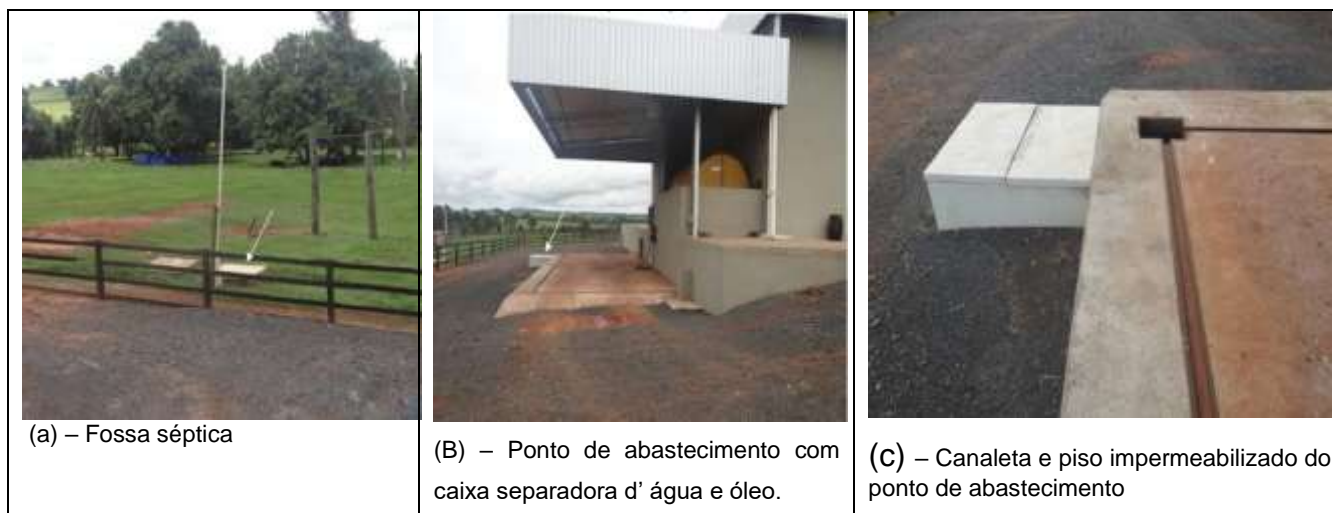 (a) – Fossa séptica
(B) – Ponto de abastecimento com
caixa separadora d’ água e óleo.
(c) – Canaleta e piso impermeabilizado do
ponto de abastecimento